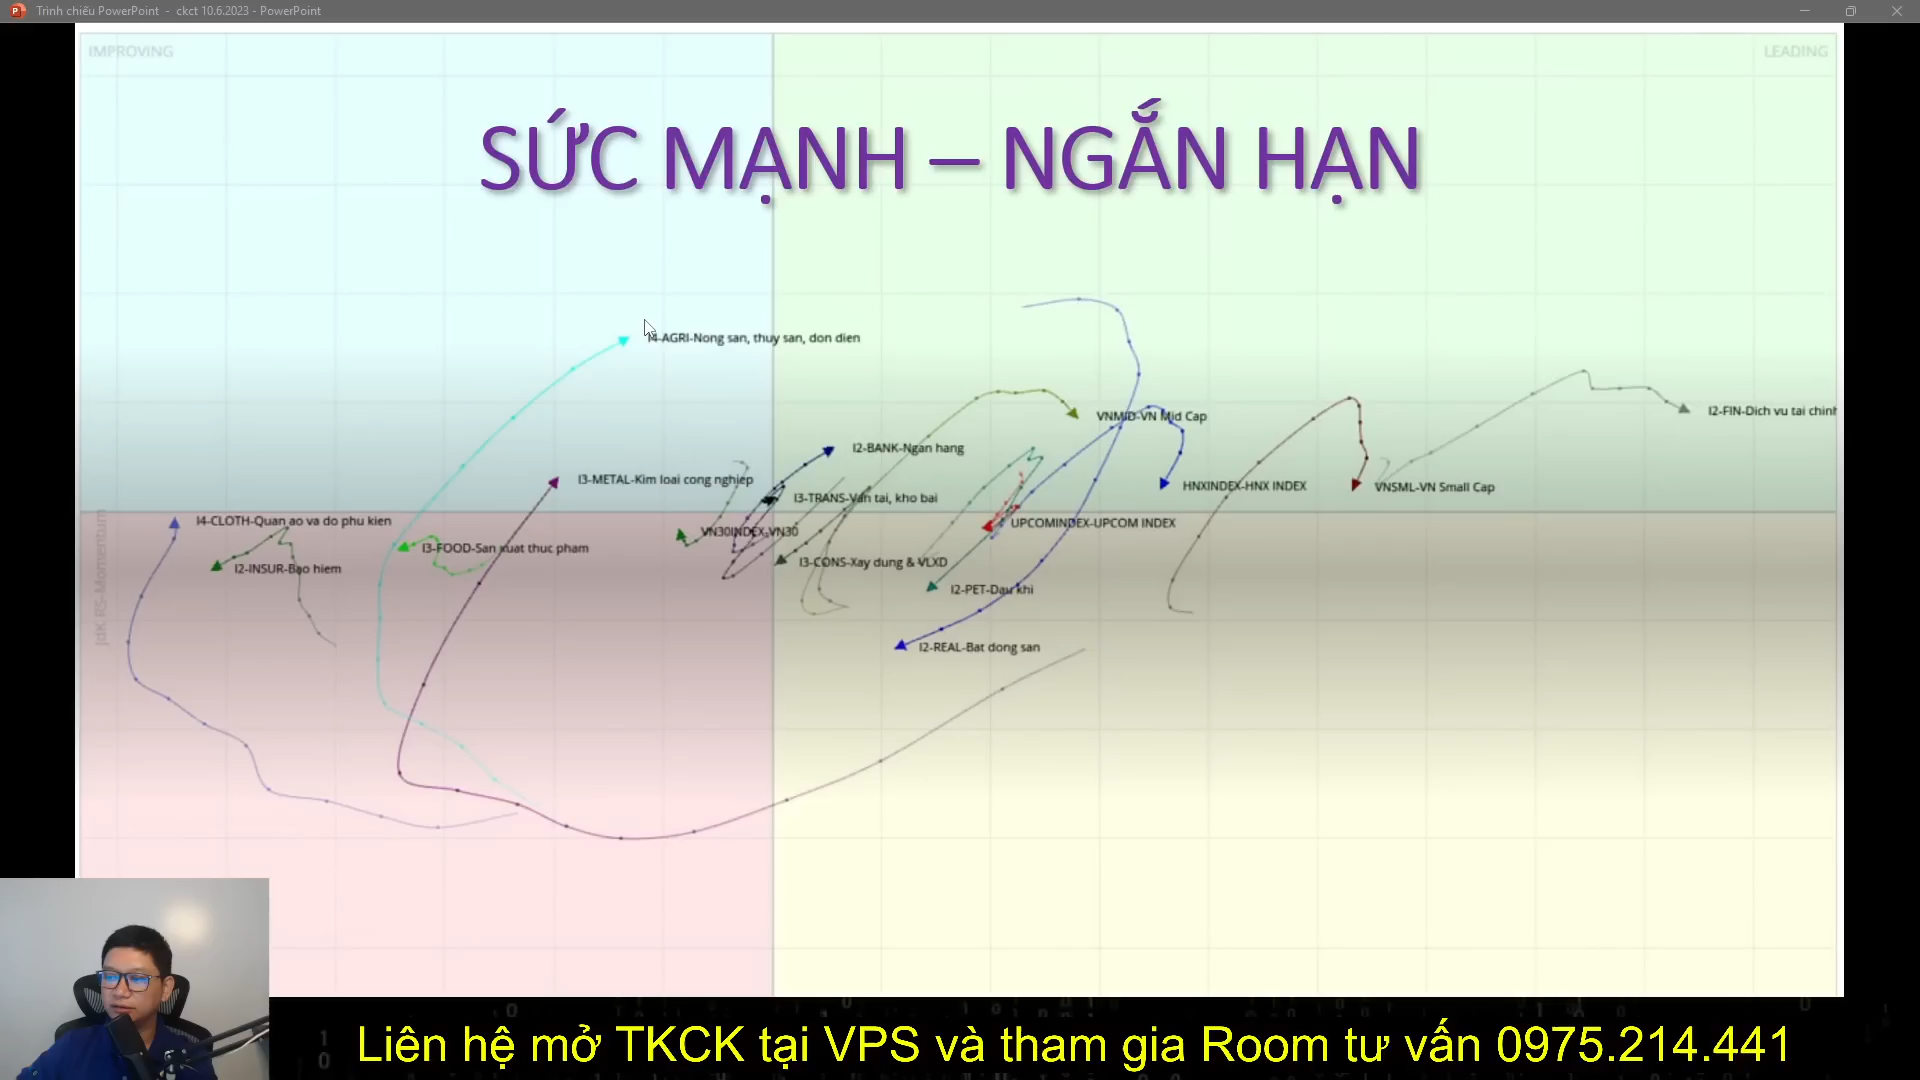 Trình chiếu PowerPoint - ckct 10.6.2023 - PowerPoint
IMPROVING
LEADING
SỨC MẠNH – NGẮN HẠN
I4-AGRI-Nong san, thuy san, don dien
I2-FIN-Dich vu tai chinh
VNMID-VN Mid Cap
I2-BANK-Ngan hang
I3-METAL-Kim loai cong nghiep
HNXINDEX-HNX INDEX
VNSML-VN Small Cap
I3-TRANS-Van tai, kho bai
I4-CLOTH-Quan ao va do phu kien
UPCOMINDEX-UPCOM INDEX
VN30INDEX-VN30
I3-FOOD-San xuat thuc pham
I3-CONS-Xay dung & VLXD
I2-INSUR-Bao hiem
I2-PET-Dau khi
I2-REAL-Bat dong san
JdK RS-Momentum
Liên hệ mở TKCK tại VPS và tham gia Room tư vấn 0975.214.441